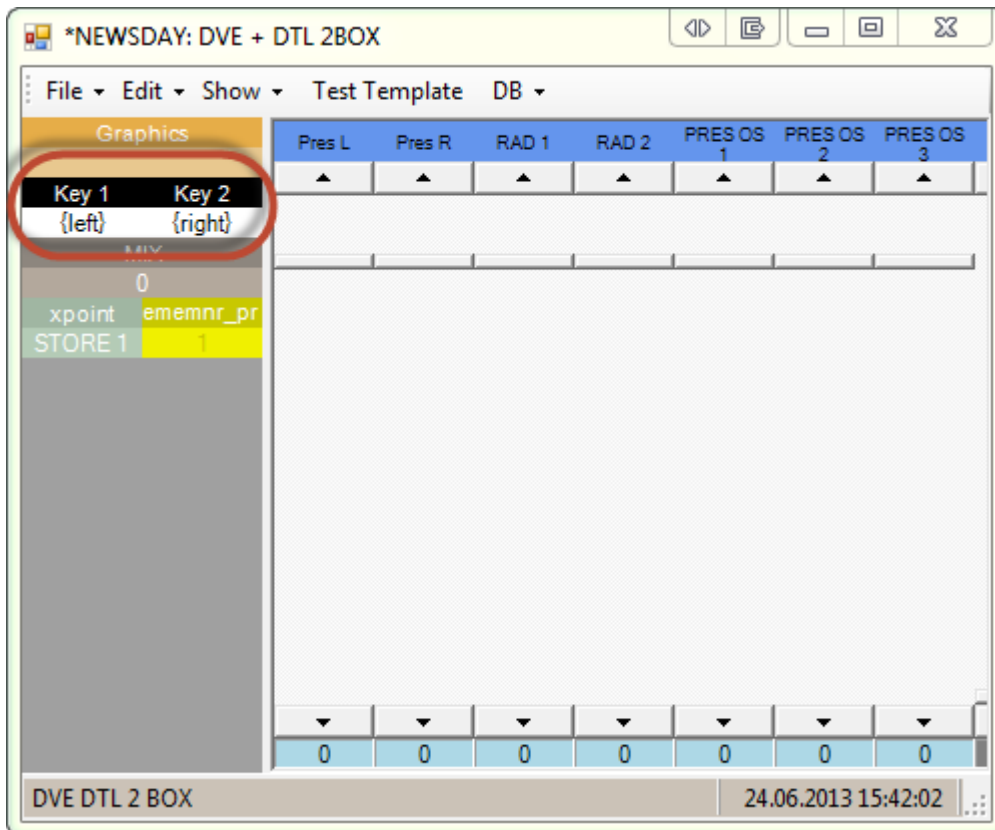 *NEWSDAY: DVE + DTL 2BOX
File Edit Show Test Template DB
Graphics
Key 1 Key 2
{left} {right}
MIX
0
xpoint ememnr_pr
STORE 1 1
Pres L Pres R RAD 1 RAD 2 PRES OS 1 PRES OS 2 PRES OS 3
0 0 0 0 0 0 0
DVE DTL 2 BOX 24.06.2013 15:42:02